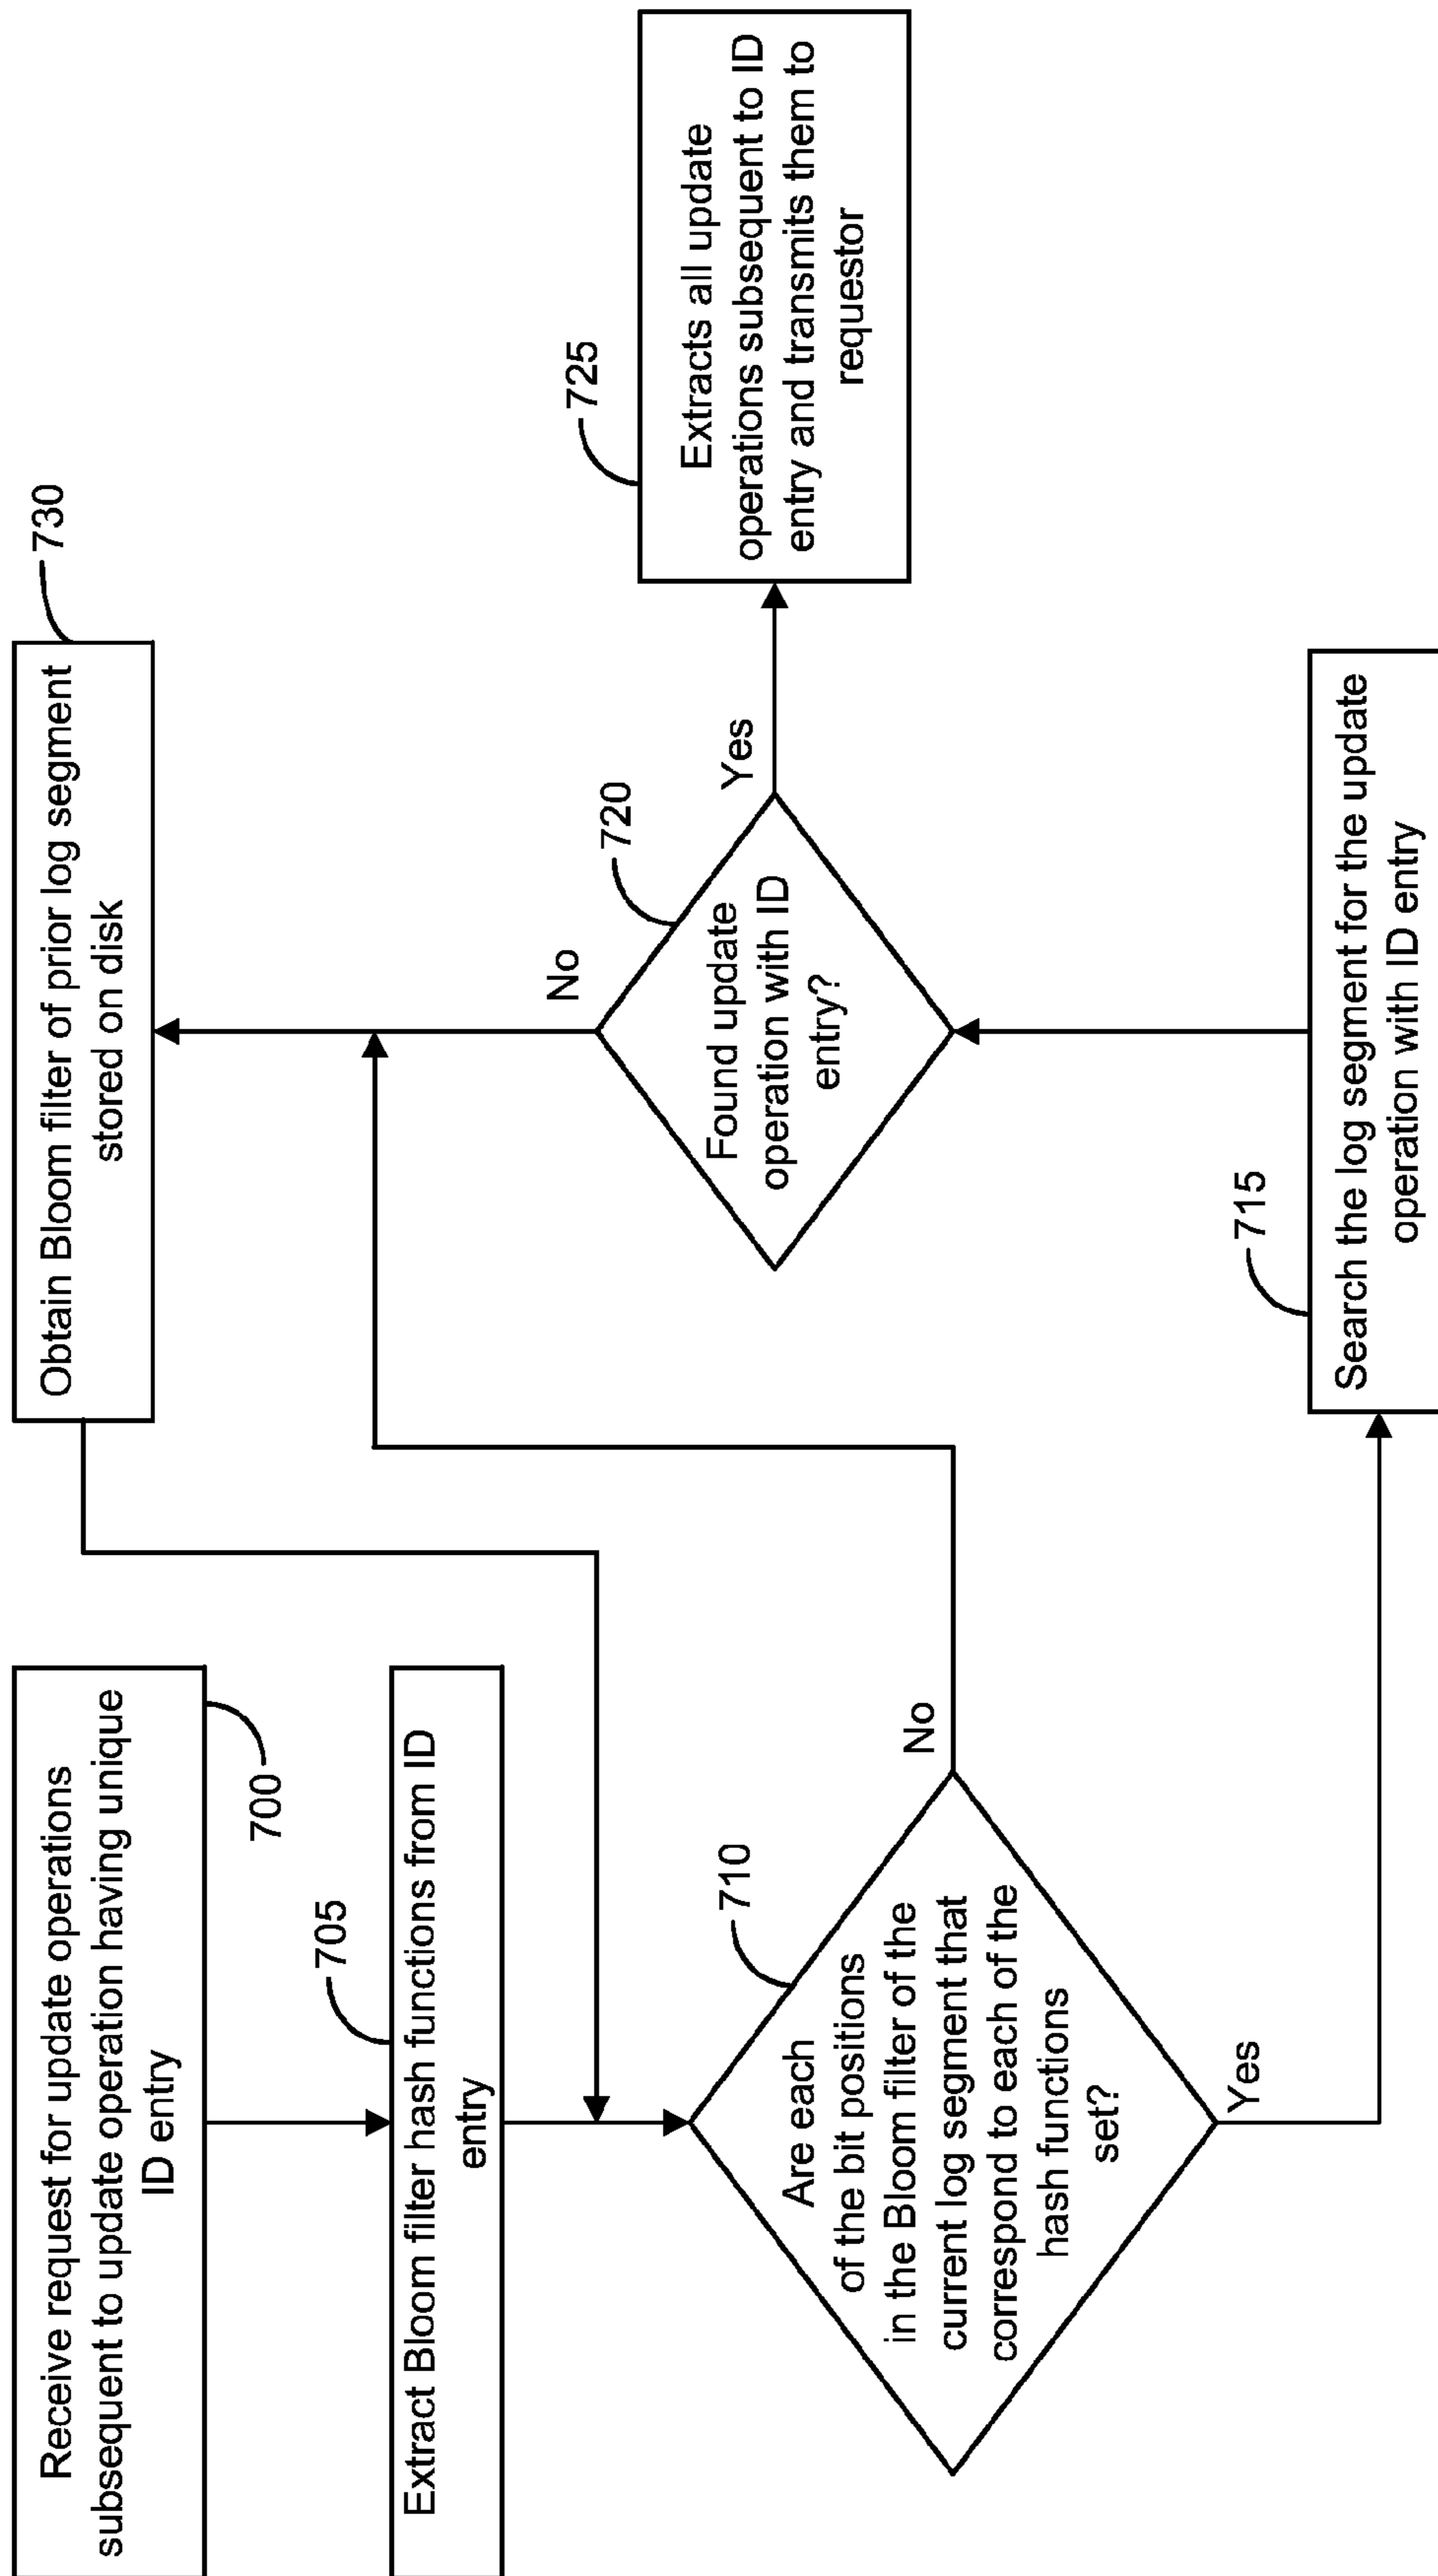 Receive request for update operations
subsequent to update operation having unique
ID entry
700
705
Extract Bloom filter hash functions from ID
entry
710
Are each
of the bit positions
in the Bloom filter of the
current log segment that
correspond to each of the
hash functions
set?
No
Yes
715
Search the log segment for the update
operation with ID entry
720
Found update
operation with ID
entry?
No
Yes
725
Extracts all update
operations subsequent to ID
entry and transmits them to
requestor
730
Obtain Bloom filter of prior log segment
stored on disk